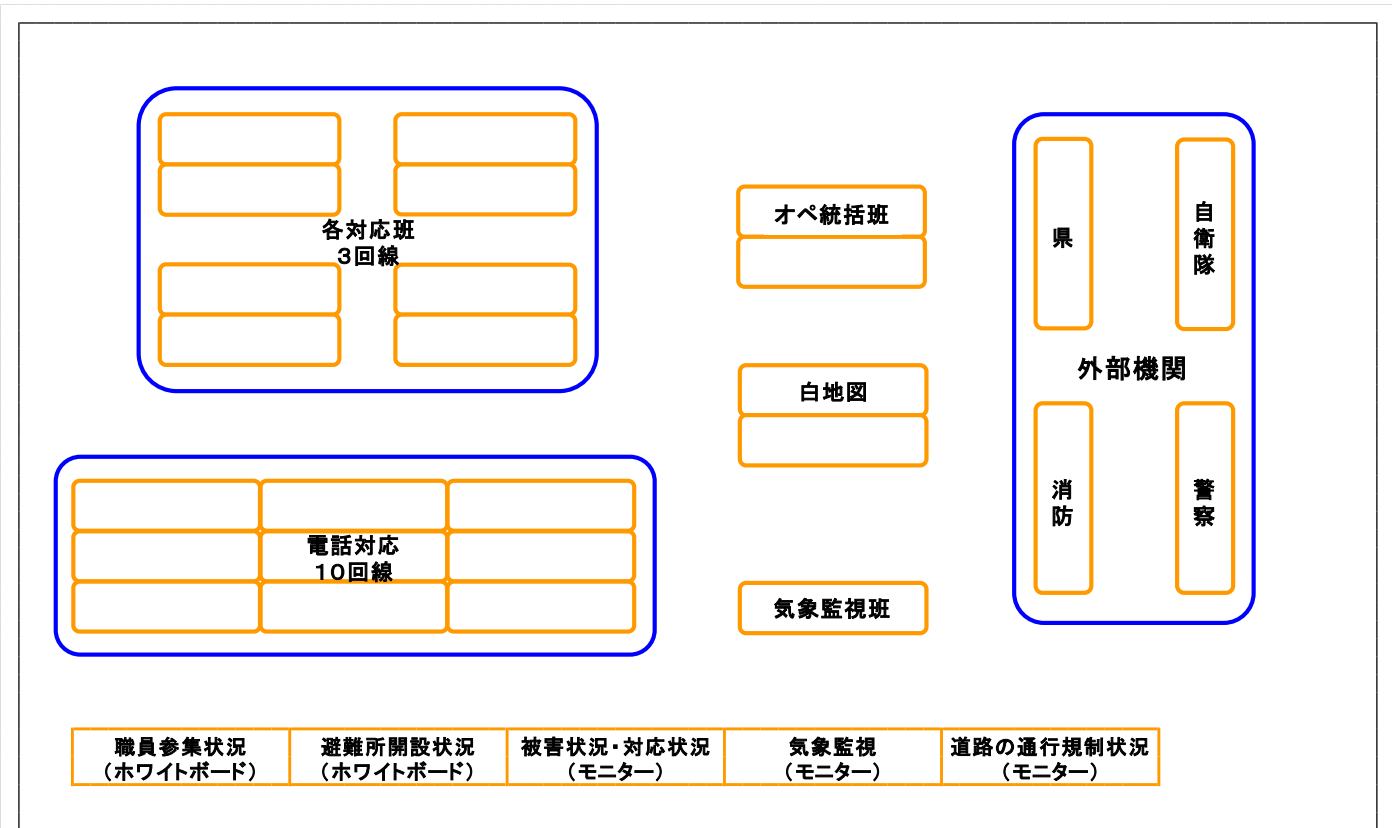 各対応班
３回線
オペ統括班
県
自衛隊
外部機関
白地図
消防
警察
電話対応
１０回線
気象監視班
職員参集状況
（ホワイトボード）
避難所開設状況
（ホワイトボード）
被害状況・対応状況
（モニター）
気象監視
（モニター）
道路の通行規制状況
（モニター）